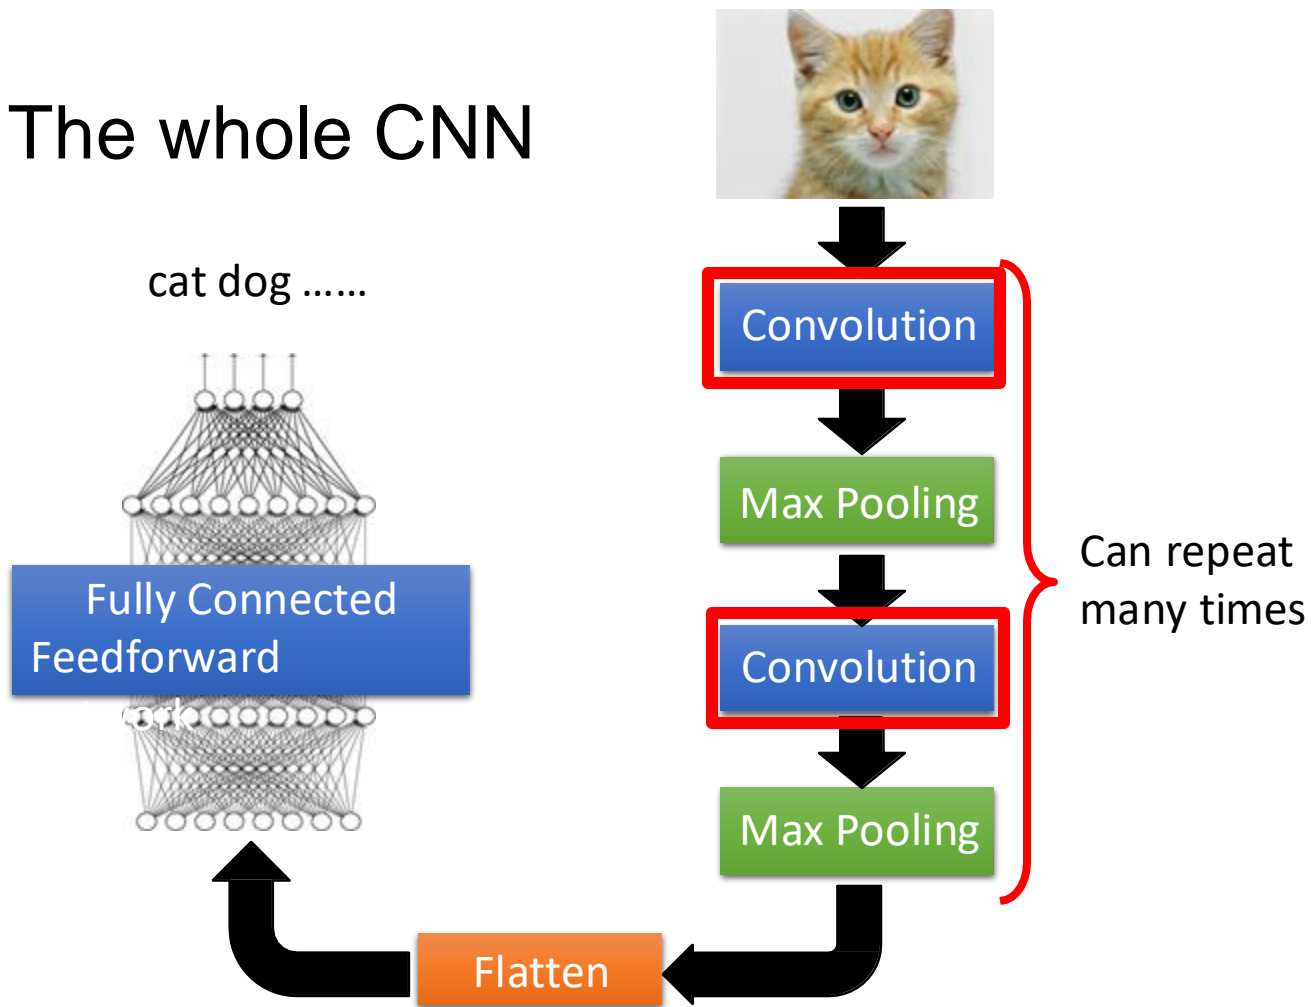 The whole CNN
cat dog ......
Convolution
Max Pooling
Can repeat
many times
Fully Connected
Feedforward
Convolution
Max Pooling
Flatten